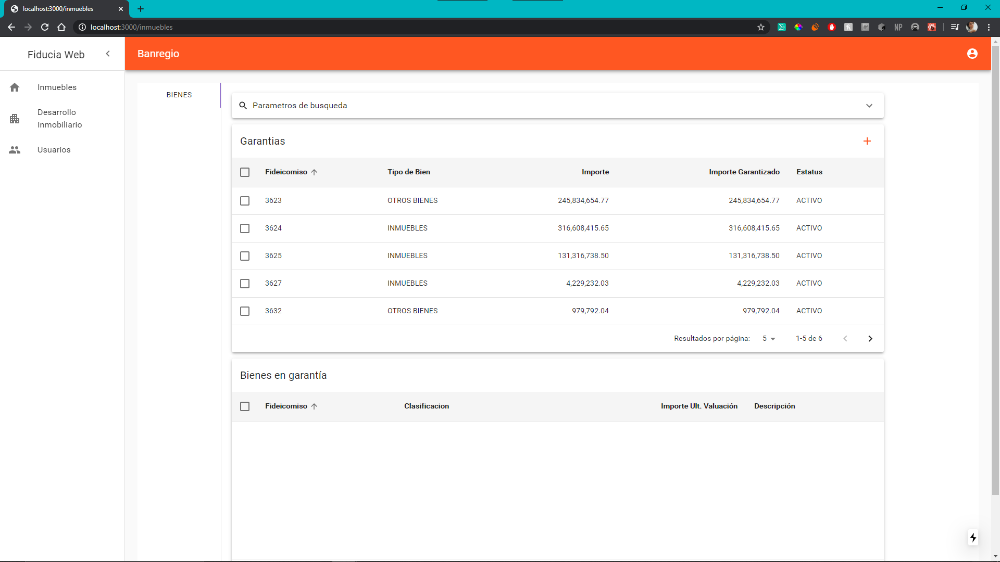 localhost:3000/inmuebles
localhost:3000/inmuebles
NP
Fiducia Web
Banregio
Inmuebles
Desarrollo
Inmobiliario
Usuarios
BIENES
Parametros de busqueda
Garantias
Fideicomiso Tipo de Bien Importe Importe Garantizado Estatus
3623 OTROS BIENES 245,834,654.77 245,834,654.77 ACTIVO
3624 INMUEBLES 316,608,415.65 316,608,415.65 ACTIVO
3625 INMUEBLES 131,316,738.50 131,316,738.50 ACTIVO
3627 INMUEBLES 4,229,232.03 4,229,232.03 ACTIVO
3632 OTROS BIENES 979,792.04 979,792.04 ACTIVO
Resultados por página: 5 1-5 de 6
Bienes en garantía
Fideicomiso Clasificacion Importe Ult. Valuación Descripción